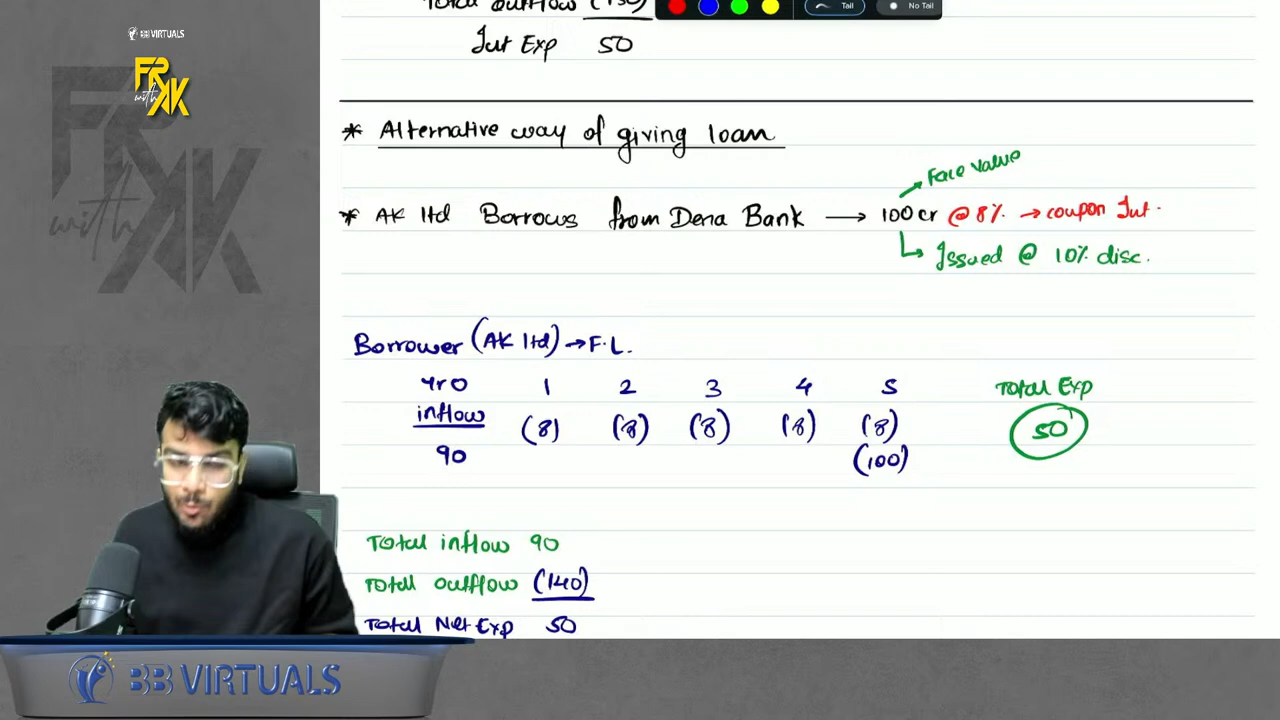 BB VIRTUALS
FR
with
AK
Total outflow (150)
Int Exp 50
Tail
No Tail
* Alternative way of giving loan
Face Value
* AK ltd Borrows from Dena Bank → 100 cr @ 8% → coupon Int.
Issued @ 10% disc.
Borrower (AK ltd) → F.L.
Yr 0 1 2 3 4 5 Total Exp
inflow (8) (8) (8) (8) (8) 50
90 (100)
Total inflow 90
Total outflow (140)
Total Net Exp 50
BB VIRTUALS